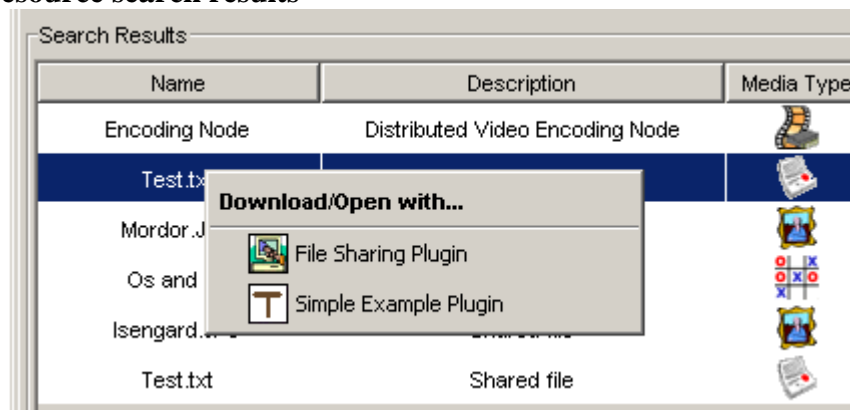 esource search results
Search Results
Name Description Media Type
Encoding Node Distributed Video Encoding Node
Test.tx
Download/Open with...
Mordor.J
File Sharing Plugin
Os and
Simple Example Plugin
Isengard.
Test.txt Shared file